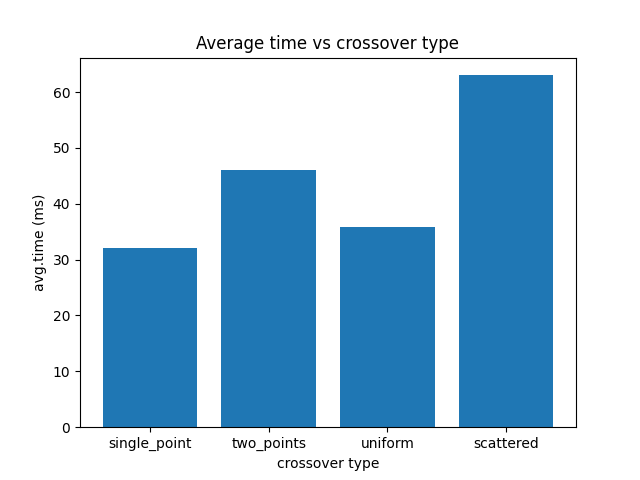 Average time vs crossover type
avg.time (ms)
60
50
40
30
20
10
0
single_point two_points uniform scattered
crossover type